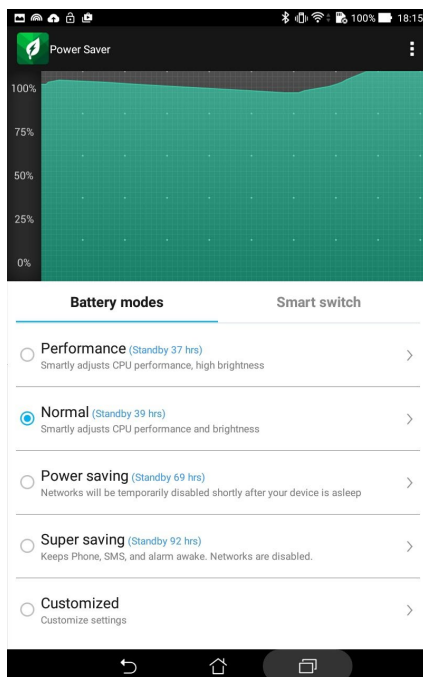 100% 18:15
Power Saver
100%
75%
50%
25%
0%
Battery modes Smart switch
Performance (Standby 37 hrs)
Smartly adjusts CPU performance, high brightness
Normal (Standby 39 hrs)
Smartly adjusts CPU performance and brightness
Power saving (Standby 69 hrs)
Networks will be temporarily disabled shortly after your device is asleep
Super saving (Standby 92 hrs)
Keeps Phone, SMS, and alarm awake. Networks are disabled.
Customized
Customize settings